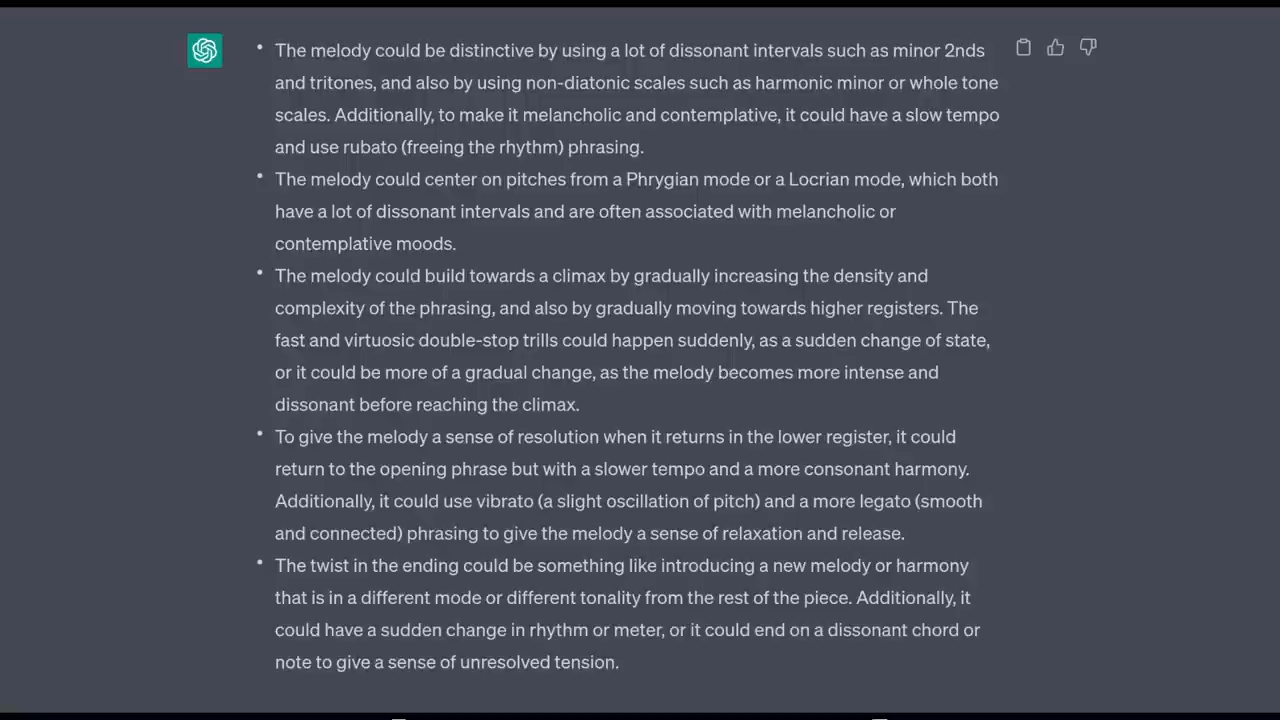 • The melody could be distinctive by using a lot of dissonant intervals such as minor 2nds
and tritones, and also by using non-diatonic scales such as harmonic minor or whole tone
scales. Additionally, to make it melancholic and contemplative, it could have a slow tempo
and use rubato (freeing the rhythm) phrasing.
• The melody could center on pitches from a Phrygian mode or a Locrian mode, which both
have a lot of dissonant intervals and are often associated with melancholic or
contemplative moods.
• The melody could build towards a climax by gradually increasing the density and
complexity of the phrasing, and also by gradually moving towards higher registers. The
fast and virtuosic double-stop trills could happen suddenly, as a sudden change of state,
or it could be more of a gradual change, as the melody becomes more intense and
dissonant before reaching the climax.
• To give the melody a sense of resolution when it returns in the lower register, it could
return to the opening phrase but with a slower tempo and a more consonant harmony.
Additionally, it could use vibrato (a slight oscillation of pitch) and a more legato (smooth
and connected) phrasing to give the melody a sense of relaxation and release.
• The twist in the ending could be something like introducing a new melody or harmony
that is in a different mode or different tonality from the rest of the piece. Additionally, it
could have a sudden change in rhythm or meter, or it could end on a dissonant chord or
note to give a sense of unresolved tension.